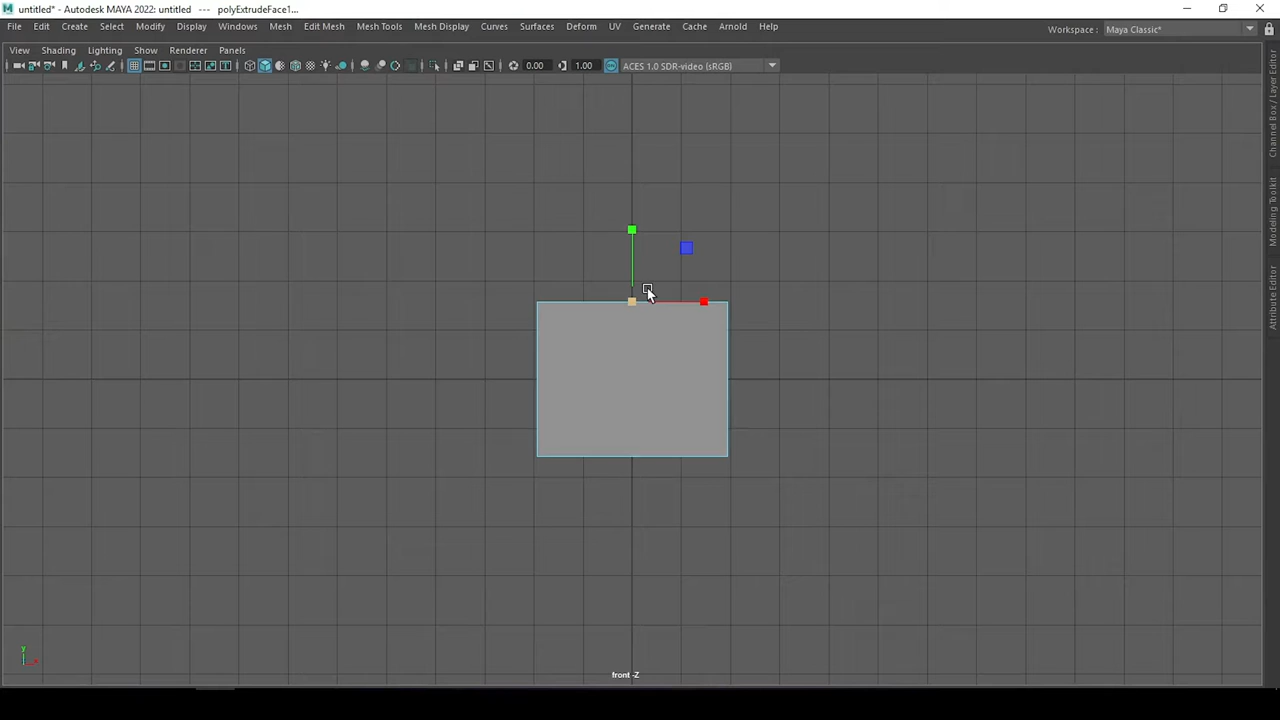 untitled* - Autodesk MAYA 2022: untitled --- polyExtrudeFace1...
File Edit Create Select Modify Display Windows Mesh Edit Mesh Mesh Tools Mesh Display Curves Surfaces Deform UV Generate Cache Arnold Help
Workspace : Maya Classic*
View Shading Lighting Show Renderer Panels
0.00 1.00 ACES 1.0 SDR-video (sRGB)
Channel Box / Layer Editor
Modeling Toolkit
Attribute Editor
y
front -Z